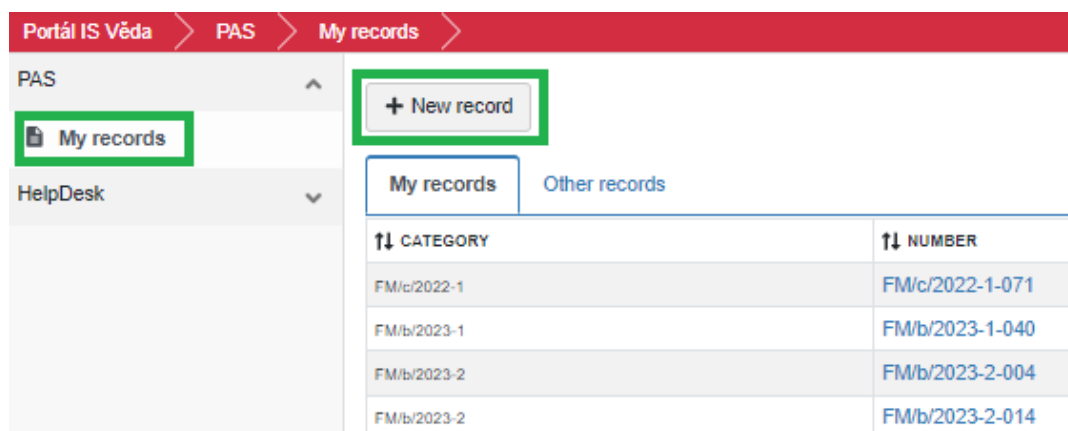 Portál IS Věda PAS My records
PAS
My records
HelpDesk
+ New record
My records Other records
CATEGORY NUMBER
FM/c/2022-1 FM/c/2022-1-071
FM/b/2023-1 FM/b/2023-1-040
FM/b/2023-2 FM/b/2023-2-004
FM/b/2023-2 FM/b/2023-2-014